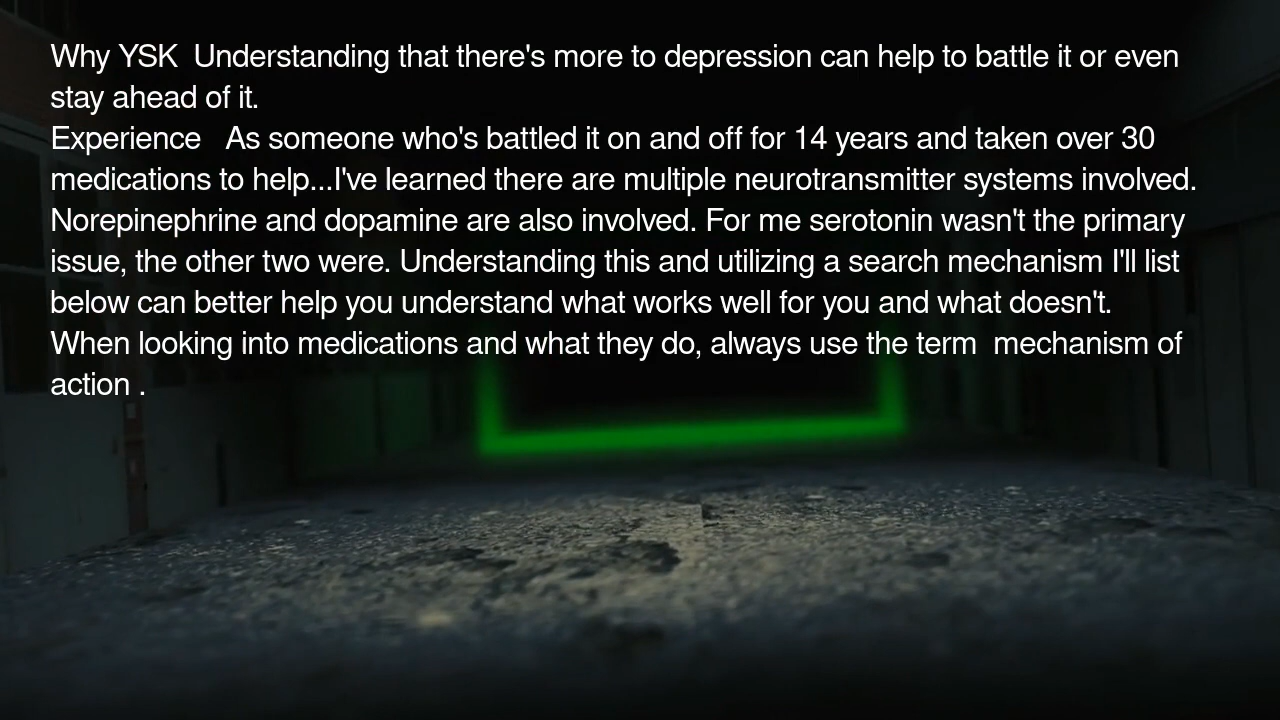 Why YSK  Understanding that there's more to depression can help to battle it or even
stay ahead of it.
Experience   As someone who's battled it on and off for 14 years and taken over 30
medications to help...I've learned there are multiple neurotransmitter systems involved.
Norepinephrine and dopamine are also involved. For me serotonin wasn't the primary
issue, the other two were. Understanding this and utilizing a search mechanism I'll list
below can better help you understand what works well for you and what doesn't.
When looking into medications and what they do, always use the term  mechanism of
action .